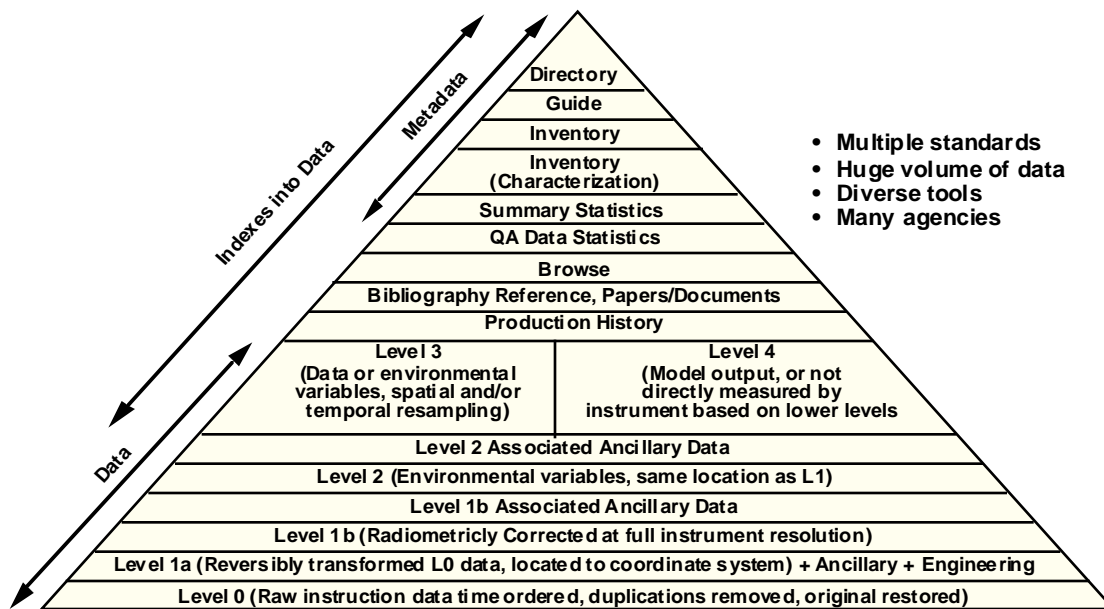 Directory
Guide
Inventory
Inventory
(Characterization)
Summary Statistics
QA Data Statistics
Browse
Bibliography Reference, Papers/Documents
Production History
Level 3
(Data or environmental
variables, spatial and/or
temporal resampling)
Level 4
(Model output, or not
directly measured by
instrument based on lower levels
Level 2 Associated Ancillary Data
Level 2 (Environmental variables, same location as L1)
Level 1b Associated Ancillary Data
Level 1b (Radiometricly Corrected at full instrument resolution)
Level 1a (Reversibly transformed L0 data, located to coordinate system) + Ancillary + Engineering
Level 0 (Raw instruction data time ordered, duplications removed, original restored)
Metadata
Indexes into Data
Data
• Multiple standards
• Huge volume of data
• Diverse tools
• Many agencies